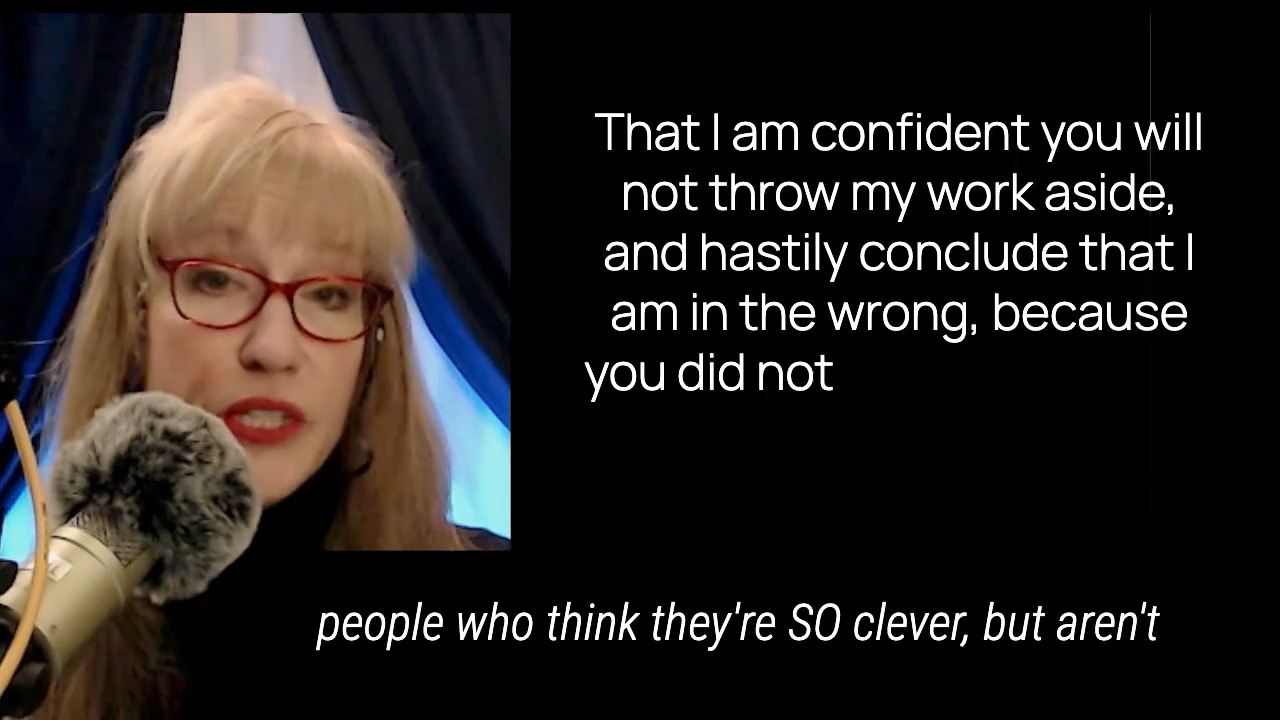 That I am confident you will
not throw my work aside,
and hastily conclude that I
am in the wrong, because
you did not
people who think they're SO clever, but aren't